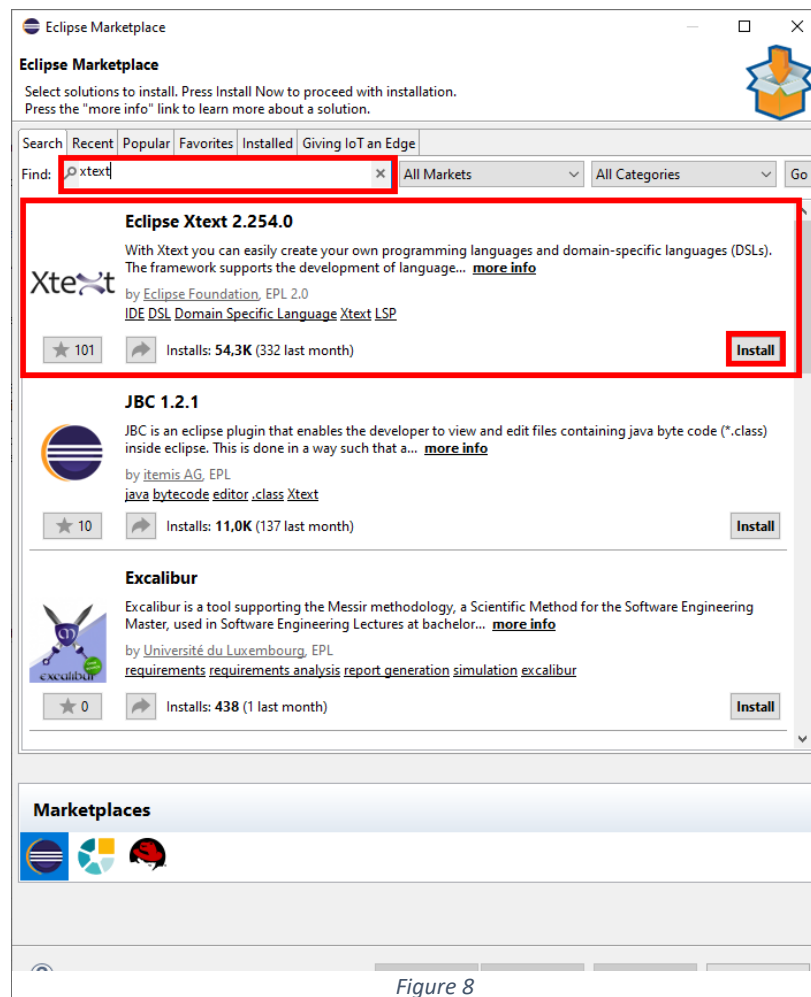 Eclipse Marketplace
Eclipse Marketplace
Select solutions to install. Press Install Now to proceed with installation.
Press the "more info" link to learn more about a solution.
Search Recent Popular Favorites Installed Giving IoT an Edge
Find: xtext All Markets All Categories Go
Eclipse Xtext 2.254.0
With Xtext you can easily create your own programming languages and domain-specific languages (DSLs).
The framework supports the development of language... more info
Xtext
by Eclipse Foundation, EPL 2.0
IDE DSL Domain Specific Language Xtext LSP
101 Installs: 54,3K (332 last month) Install
JBC 1.2.1
JBC is an eclipse plugin that enables the developer to view and edit files containing java byte code (*.class)
inside eclipse. This is done in a way such that a... more info
by itemis AG, EPL
java bytecode editor .class Xtext
10 Installs: 11,0K (137 last month) Install
Excalibur
Excalibur is a tool supporting the Messir methodology, a Scientific Method for the Software Engineering
Master, used in Software Engineering Lectures at bachelor... more info
by Université du Luxembourg, EPL
excalibur
requirements requirements analysis report generation simulation excalibur
0 Installs: 438 (1 last month) Install
Marketplaces
Figure 8